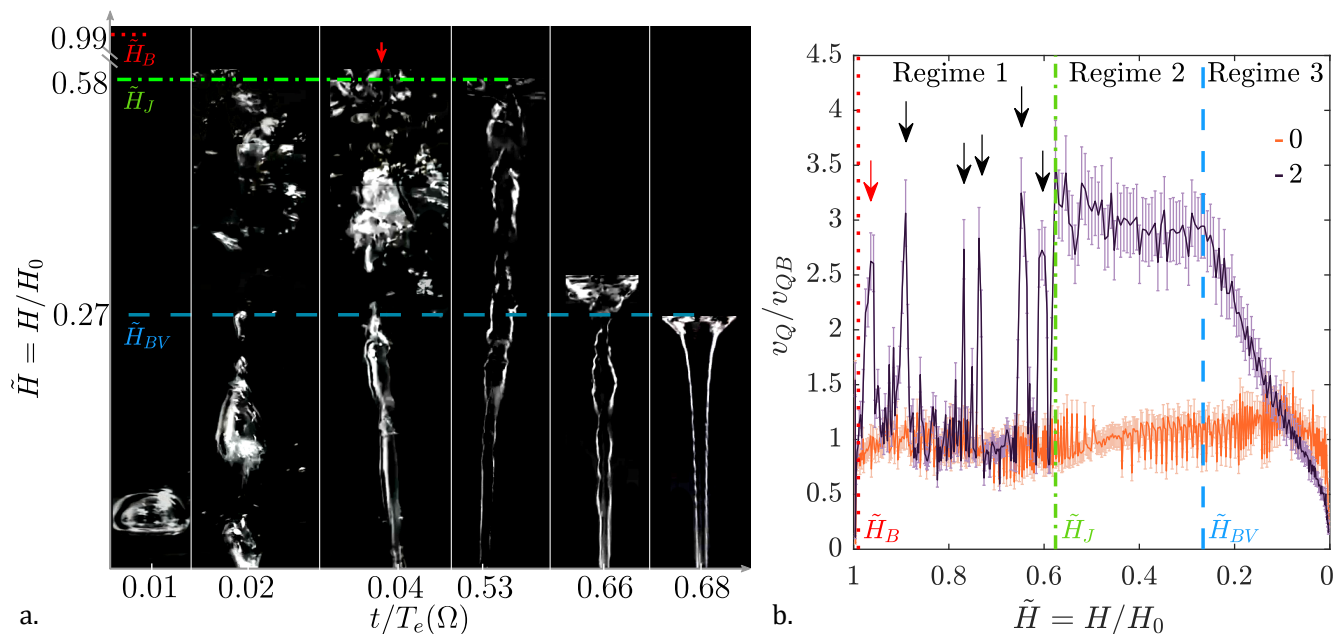 0.99
H̃_B
0.58
H̃_J
0.27
H̃_BV
H̃ = H/H_0
0.01 0.02 0.04 0.53 0.66 0.68
t/T_e(Ω)
a.
4.5
4
3.5
3
2.5
2
1.5
1
0.5
0
v_Q/v_QB
Regime 1 Regime 2 Regime 3
0
2
H̃_B H̃_J H̃_BV
1 0.8 0.6 0.4 0.2 0
H̃ = H/H_0
b.